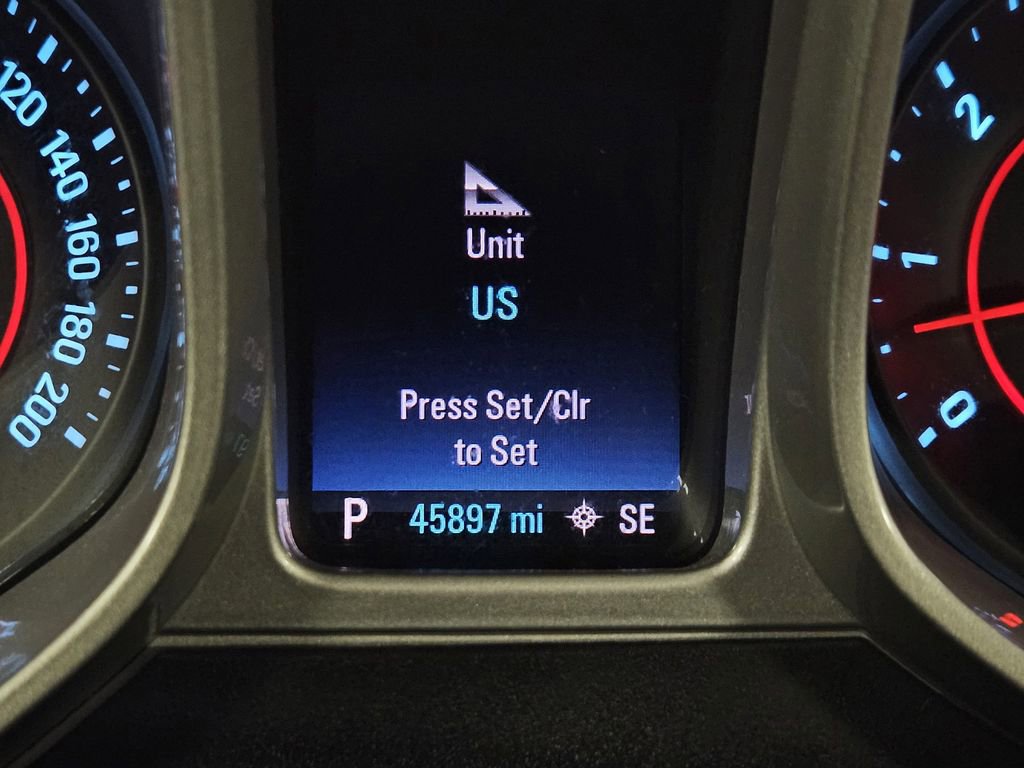 120
140
160
180
200
Unit
US
Press Set/Clr
to Set
P 45897 mi SE
2
1
0